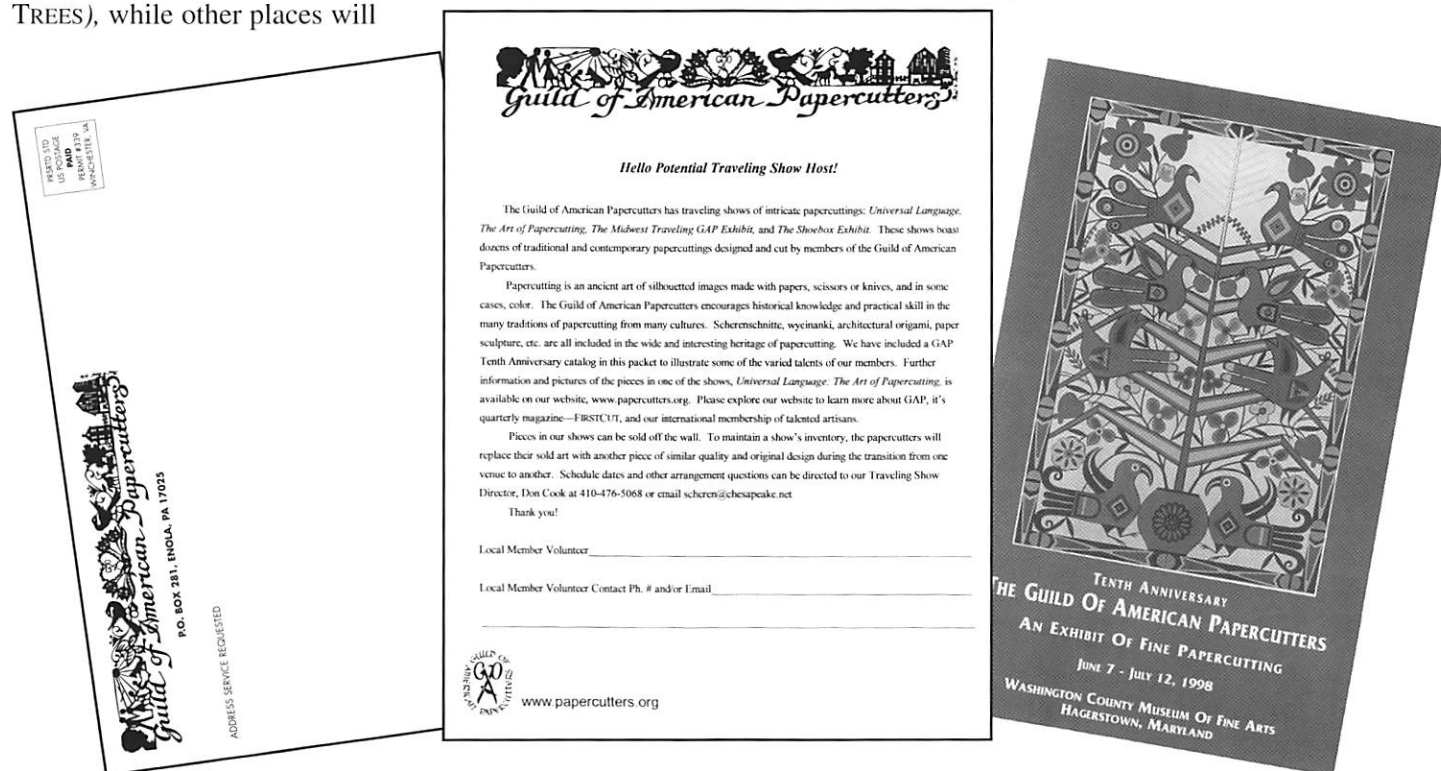 TREES), while other places will
PRSRTD STD
US POSTAGE
PAID
PERMIT #339
WINCHESTER, VA
Guild of American Papercutters
P.O. BOX 281, ENOLA, PA 17025
ADDRESS SERVICE REQUESTED
Guild of American Papercutters
Hello Potential Traveling Show Host!
The Guild of American Papercutters has traveling shows of intricate papercuttings: Universal Language,
The Art of Papercutting, The Midwest Traveling GAP Exhibit, and The Shoebox Exhibit. These shows boast
dozens of traditional and contemporary papercuttings designed and cut by members of the Guild of American
Papercutters.
Papercutting is an ancient art of silhouetted images made with papers, scissors or knives, and in some
cases, color. The Guild of American Papercutters encourages historical knowledge and practical skill in the
many traditions of papercutting from many cultures. Scherenschnitte, wycinanki, architectural origami, paper
sculpture, etc. are all included in the wide and interesting heritage of papercutting. We have included a GAP
Tenth Anniversary catalog in this packet to illustrate some of the varied talents of our members. Further
information and pictures of the pieces in one of the shows, Universal Language: The Art of Papercutting, is
available on our website, www.papercutters.org. Please explore our website to learn more about GAP, it's
quarterly magazine—FIRSTCUT, and our international membership of talented artisans.
Pieces in our shows can be sold off the wall. To maintain a show's inventory, the papercutters will
replace their sold art with another piece of similar quality and original design during the transition from one
venue to another. Schedule dates and other arrangement questions can be directed to our Traveling Show
Director, Don Cook at 410-476-5068 or email scheren@chesapeake.net
Thank you!
Local Member Volunteer
Local Member Volunteer Contact Ph. # and/or Email
GUILD OF AMERICAN PAPERCUTTERS
GAP
www.papercutters.org
TENTH ANNIVERSARY
THE GUILD OF AMERICAN PAPERCUTTERS
AN EXHIBIT OF FINE PAPERCUTTING
JUNE 7 - JULY 12, 1998
WASHINGTON COUNTY MUSEUM OF FINE ARTS
HAGERSTOWN, MARYLAND